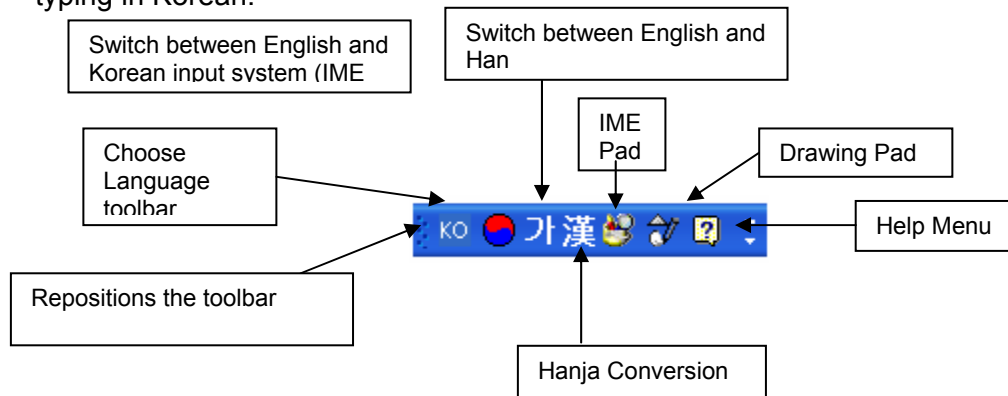 typing in Korean.
Switch between English and
Korean input system (IME
Switch between English and
Han
IME
Pad
Choose
Language
toolbar
Drawing Pad
KO 가 漢 ?
Help Menu
Repositions the toolbar
Hanja Conversion